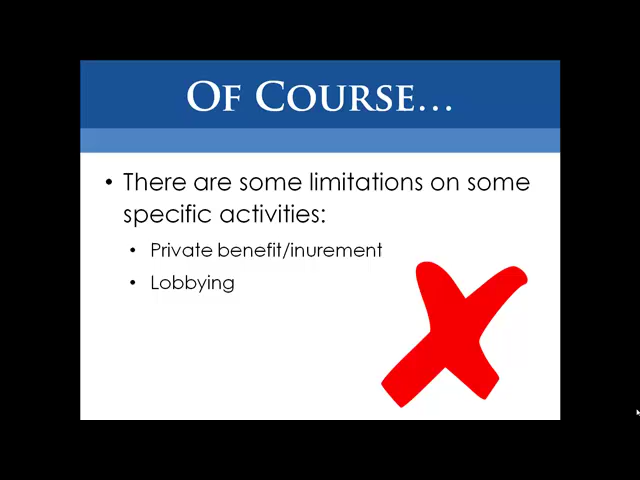 Of Course…
• There are some limitations on some
specific activities:
• Private benefit/inurement
• Lobbying